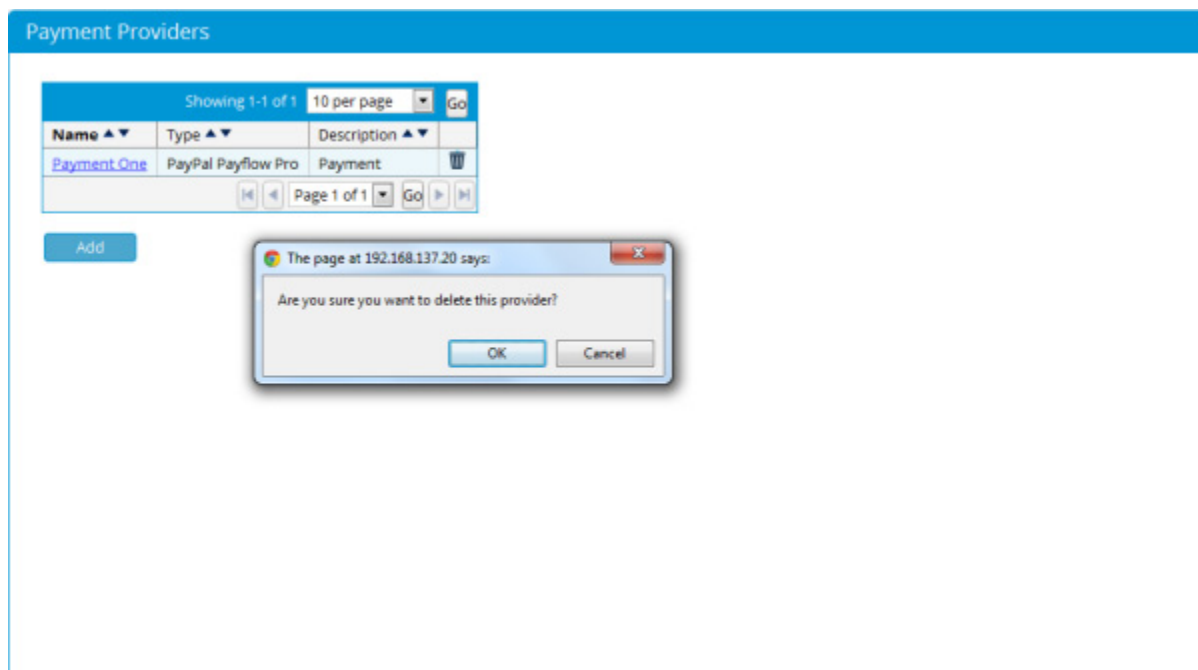 Payment Providers
Showing 1-1 of 1 10 per page Go
Name Type Description
Payment One PayPal Payflow Pro Payment
Page 1 of 1 Go
Add
The page at 192.168.137.20 says:
Are you sure you want to delete this provider?
OK Cancel